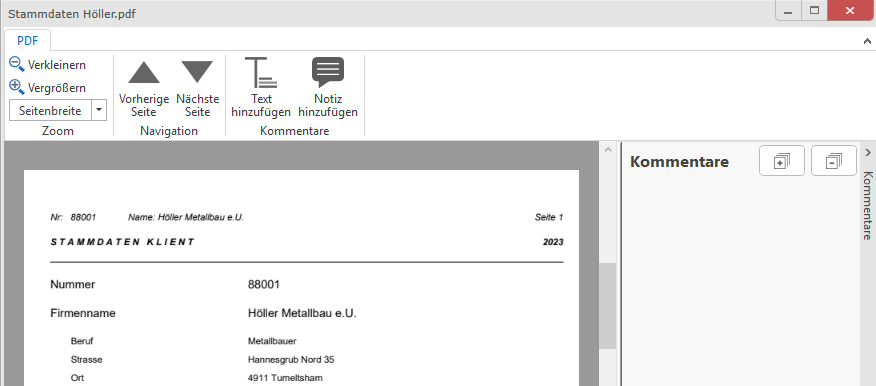 Stammdaten Höller.pdf
PDF
Verkleinern
Vergrößern
Seitenbreite
Zoom
Vorherige Seite
Nächste Seite
Navigation
Text hinzufügen
Notiz hinzufügen
Kommentare
Nr: 88001 Name: Höller Metallbau e.U. Seite 1
STAMMDATEN KLIENT 2023
Nummer 88001
Firmenname Höller Metallbau e.U.
Beruf Metallbauer
Strasse Hannesgrub Nord 35
Ort 4911 Tumeltsham
Kommentare
Kommentare